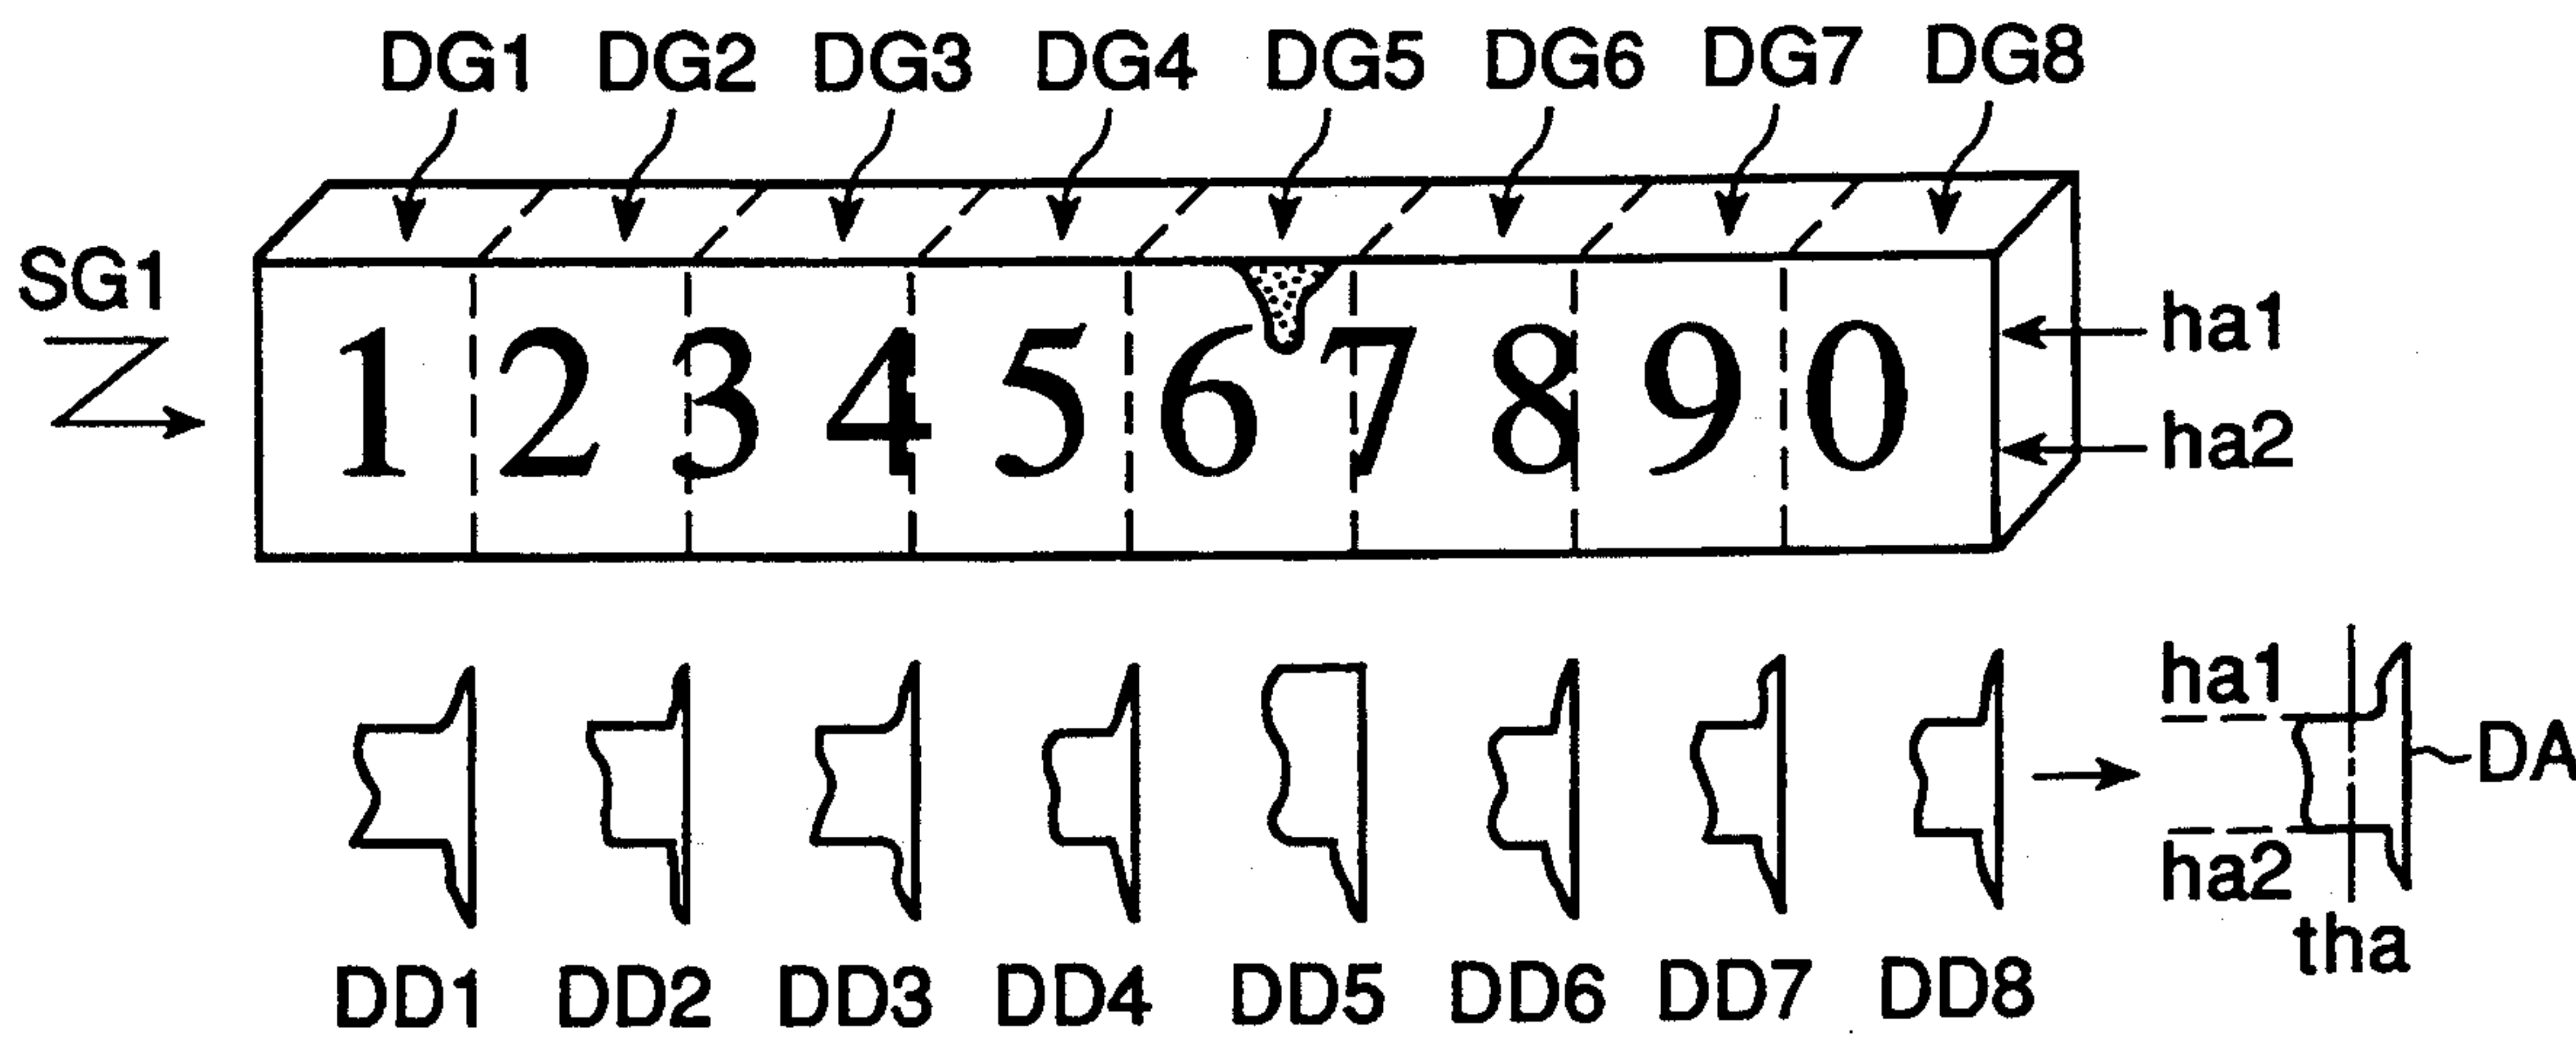 DG1 DG2 DG3 DG4 DG5 DG6 DG7 DG8
SG1
1 2 3 4 5 6 7 8 9 0
ha1
ha2
ha1
DA
ha2
tha
DD1 DD2 DD3 DD4 DD5 DD6 DD7 DD8